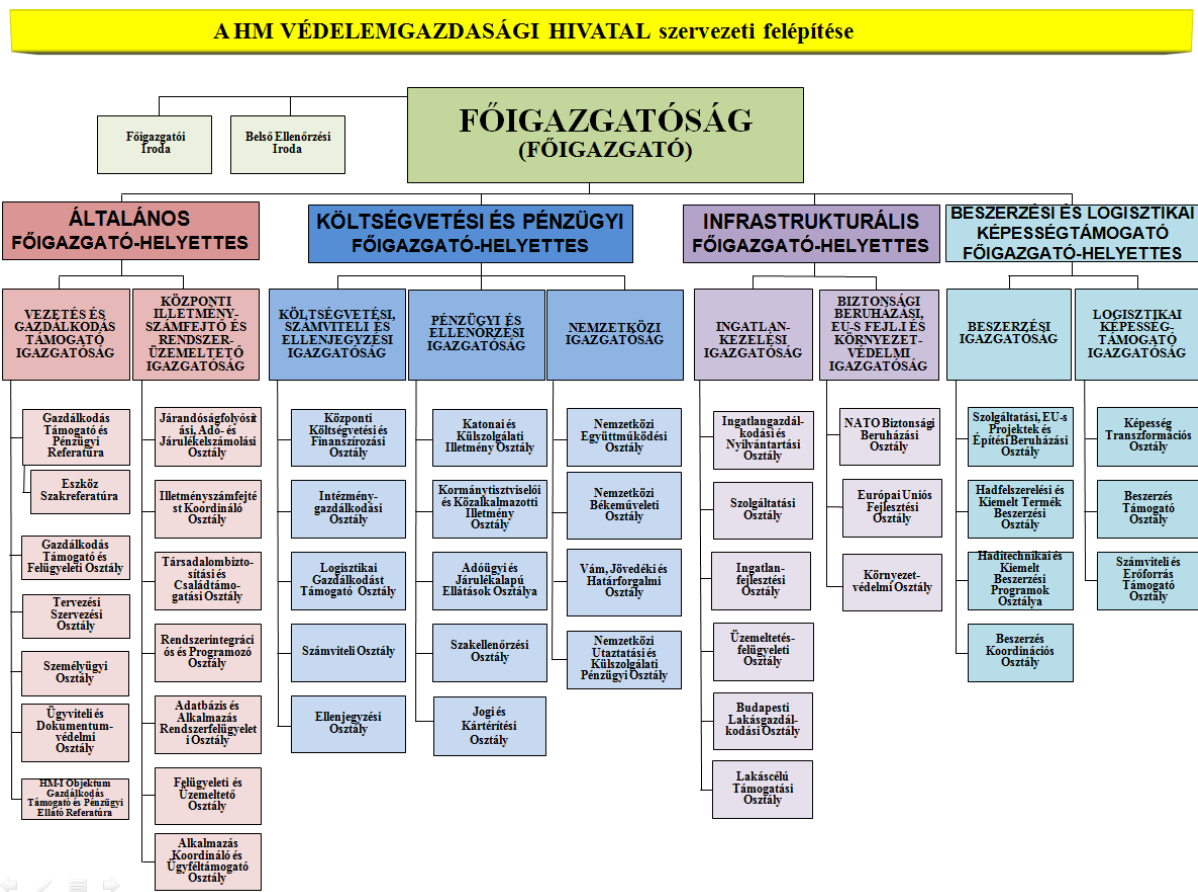 A HM VÉDELEMGAZDASÁGI HIVATAL szervezeti felépítése
FŐIGAZGATÓSÁG
(FŐIGAZGATÓ)
Főigazgatói
Iroda
Belső Ellenőrzési
Iroda
ÁLTALÁNOS
FŐIGAZGATÓ-HELYETTES
KÖLTSÉGVETÉSI ÉS PÉNZÜGYI
FŐIGAZGATÓ-HELYETTES
INFRASTRUKTURÁLIS
FŐIGAZGATÓ-HELYETTES
BESZERZÉSI ÉS LOGISZTIKAI
KÉPESSÉGTÁMOGATÓ
FŐIGAZGATÓ-HELYETTES
VEZETÉS ÉS
GAZDÁLKODÁS
TÁMOGATÓ
IGAZGATÓSÁG
KÖZPONTI
ILLETMÉNY-
SZÁMFEJTŐ ÉS
RENDSZER-
ÜZEMELTETŐ
IGAZGATÓSÁG
KÖLTSÉGVETÉSI,
SZÁMVITELI ÉS
ELLENJEGYZÉSI
IGAZGATÓSÁG
PÉNZÜGYI ÉS
ELLENŐRZÉSI
IGAZGATÓSÁG
NEMZETKÖZI
IGAZGATÓSÁG
INGATLAN-
KEZELÉSI
IGAZGATÓSÁG
BIZTONSÁGI
BERUHÁZÁSI,
EU-S FEJL.I ÉS
KÖRNYEZET-
VÉDELMI
IGAZGATÓSÁG
BESZERZÉSI
IGAZGATÓSÁG
LOGISZTIKAI
KÉPESSÉG-
TÁMOGATÓ
IGAZGATÓSÁG
Gazdálkodás
Támogató és
Pénzügyi
Referatúra
Eszköz
Szakreferatúra
Gazdálkodás
Támogató és
Felügyeleti Osztály
Tervezési
Szervezési
Osztály
Személyügyi
Osztály
Ügyviteli és
Dokumentum-
védelmi
Osztály
HM-I Objektum
Gazdálkodás
Támogató és Pénzügyi
Ellátó Referatúra
Járandóságfolyósít
ási, Adó- és
Járulékelszámolási
Osztály
Illetményszámfejté
st Koordináló
Osztály
Társadalombizto-
sítási és
Családtámo-
gatási Osztály
Rendszerintegráci
ós és Programozó
Osztály
Adatbázis és
Alkalmazás
Rendszerfelügyelet
i Osztály
Felügyeleti és
Üzemeltető
Osztály
Alkalmazás
Koordináló és
Ügyféltámogató
Osztály
Központi
Költségvetési és
Finanszírozási
Osztály
Intézmény-
gazdálkodási
Osztály
Logisztikai
Gazdálkodást
Támogató Osztály
Számviteli Osztály
Ellenjegyzési
Osztály
Katonai és
Külszolgálati
Illetmény Osztály
Kormánytisztviselői
és Közalkalmazotti
Illetmény
Osztály
Adóügyi és
Járulékalapú
Ellátások Osztálya
Szakellenőrzési
Osztály
Jogi és
Kártérítési
Osztály
Nemzetközi
Együttműködési
Osztály
Nemzetközi
Békeműveleti
Osztály
Vám, Jövedéki és
Határforgalmi
Osztály
Nemzetközi
Utaztatási és
Külszolgálati
Pénzügyi Osztály
Ingatlangazdál-
kodási és
Nyilvántartási
Osztály
Szolgáltatási
Osztály
Ingatlan-
fejlesztési
Osztály
Üzemeltetés-
felügyeleti
Osztály
Budapesti
Lakásgazdál-
kodási Osztály
Lakáscélú
Támogatási
Osztály
NATO Biztonsági
Beruházási
Osztály
Európai Uniós
Fejlesztési
Osztály
Környezet-
védelmi Osztály
Szolgáltatási, EU-s
Projektek és
Építési Beruházási
Osztály
Hadfelszerelési és
Kiemelt Termék
Beszerzési
Osztály
Haditechnikai és
Kiemelt
Beszerzési
Programok
Osztálya
Beszerzés
Koordinációs
Osztály
Képesség
Transzformációs
Osztály
Beszerzés
Támogató
Osztály
Számviteli és
Erőforrás
Támogató
Osztály